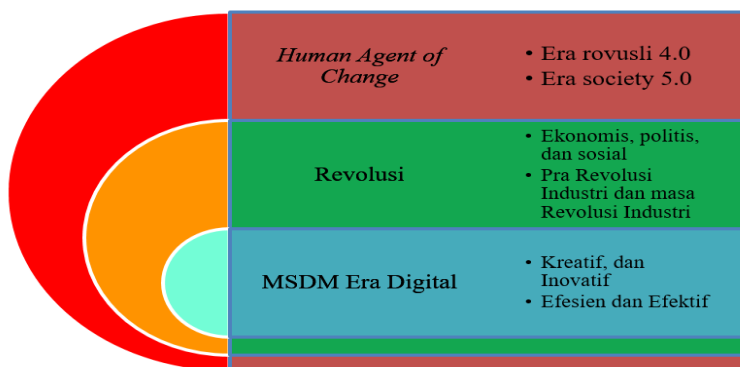 Human Agent of
Change
• Era rovusli 4.0
• Era society 5.0
Revolusi
• Ekonomis, politis,
dan sosial
• Pra Revolusi
Industri dan masa
Revolusi Industri
MSDM Era Digital
• Kreatif, dan
Inovatif
• Efesien dan Efektif